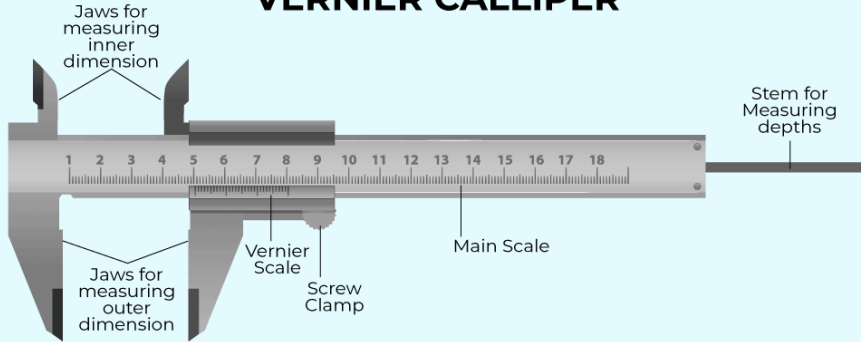 VERNIER CALLIPER
Jaws for
measuring
inner
dimension
Stem for
Measuring
depths
1 2 3 4 5 6 7 8 9 10 11 12 13 14 15 16 17 18
Vernier
Scale
Main Scale
Screw
Clamp
Jaws for
measuring
outer
dimension